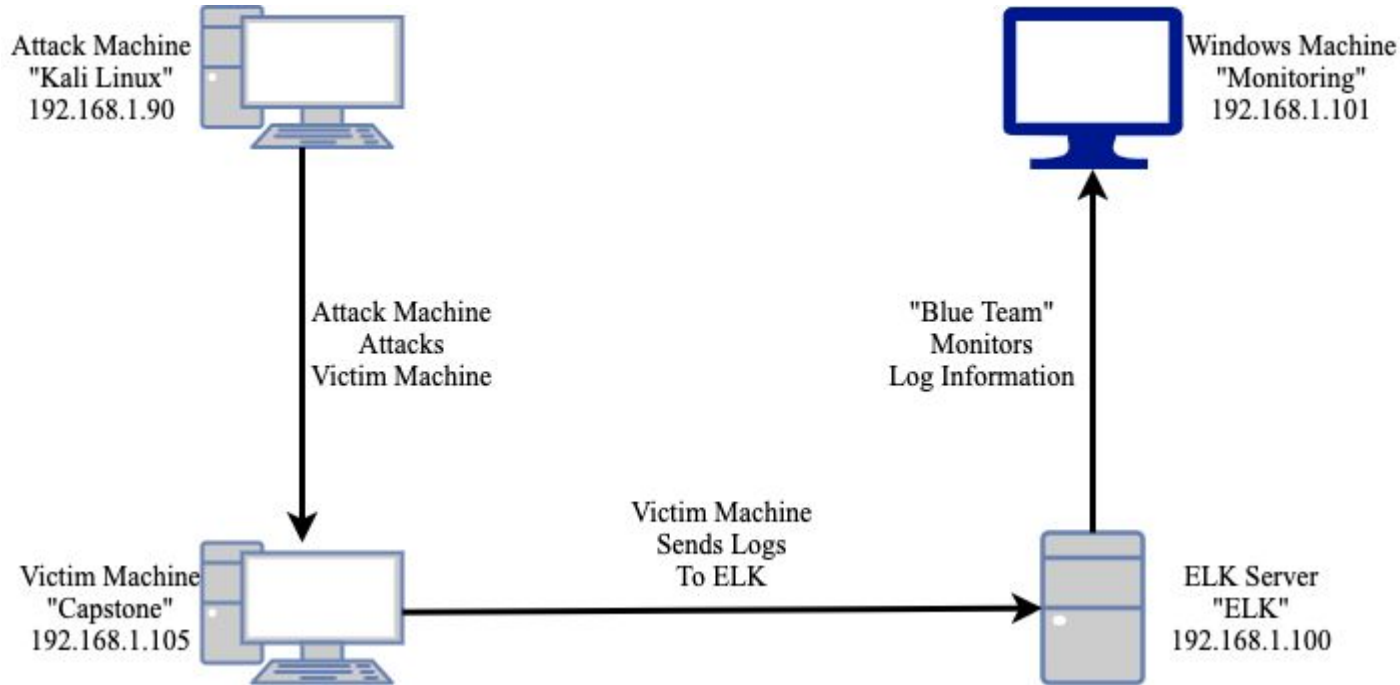 Attack Machine
"Kali Linux"
192.168.1.90
Windows Machine
"Monitoring"
192.168.1.101
Attack Machine
Attacks
Victim Machine
"Blue Team"
Monitors
Log Information
Victim Machine
Sends Logs
To ELK
Victim Machine
"Capstone"
192.168.1.105
ELK Server
"ELK"
192.168.1.100